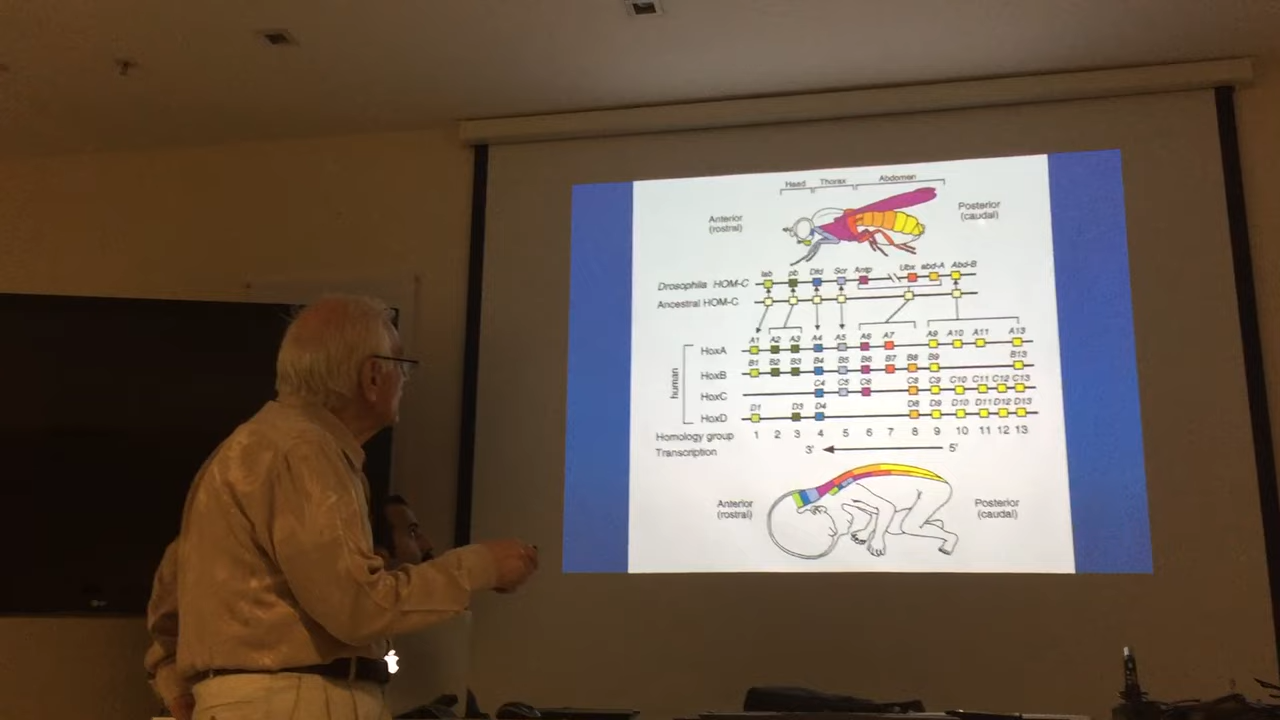 Head Thorax Abdomen
Anterior
(rostral)
Posterior
(caudal)
lab pb Dfd Scr Antp Ubx abd-A Abd-B
Drosophila HOM-C
Ancestral HOM-C
A1 A2 A3 A4 A5 A6 A7 A9 A10 A11 A13
HoxA
B1 B2 B3 B4 B5 B6 B7 B8 B9 B13
HoxB
human
C4 C5 C6 C8 C9 C10 C11 C12 C13
HoxC
D1 D3 D4 D8 D9 D10 D11 D12 D13
HoxD
Homology group 1 2 3 4 5 6 7 8 9 10 11 12 13
Transcription 3' 5'
Anterior
(rostral)
Posterior
(caudal)